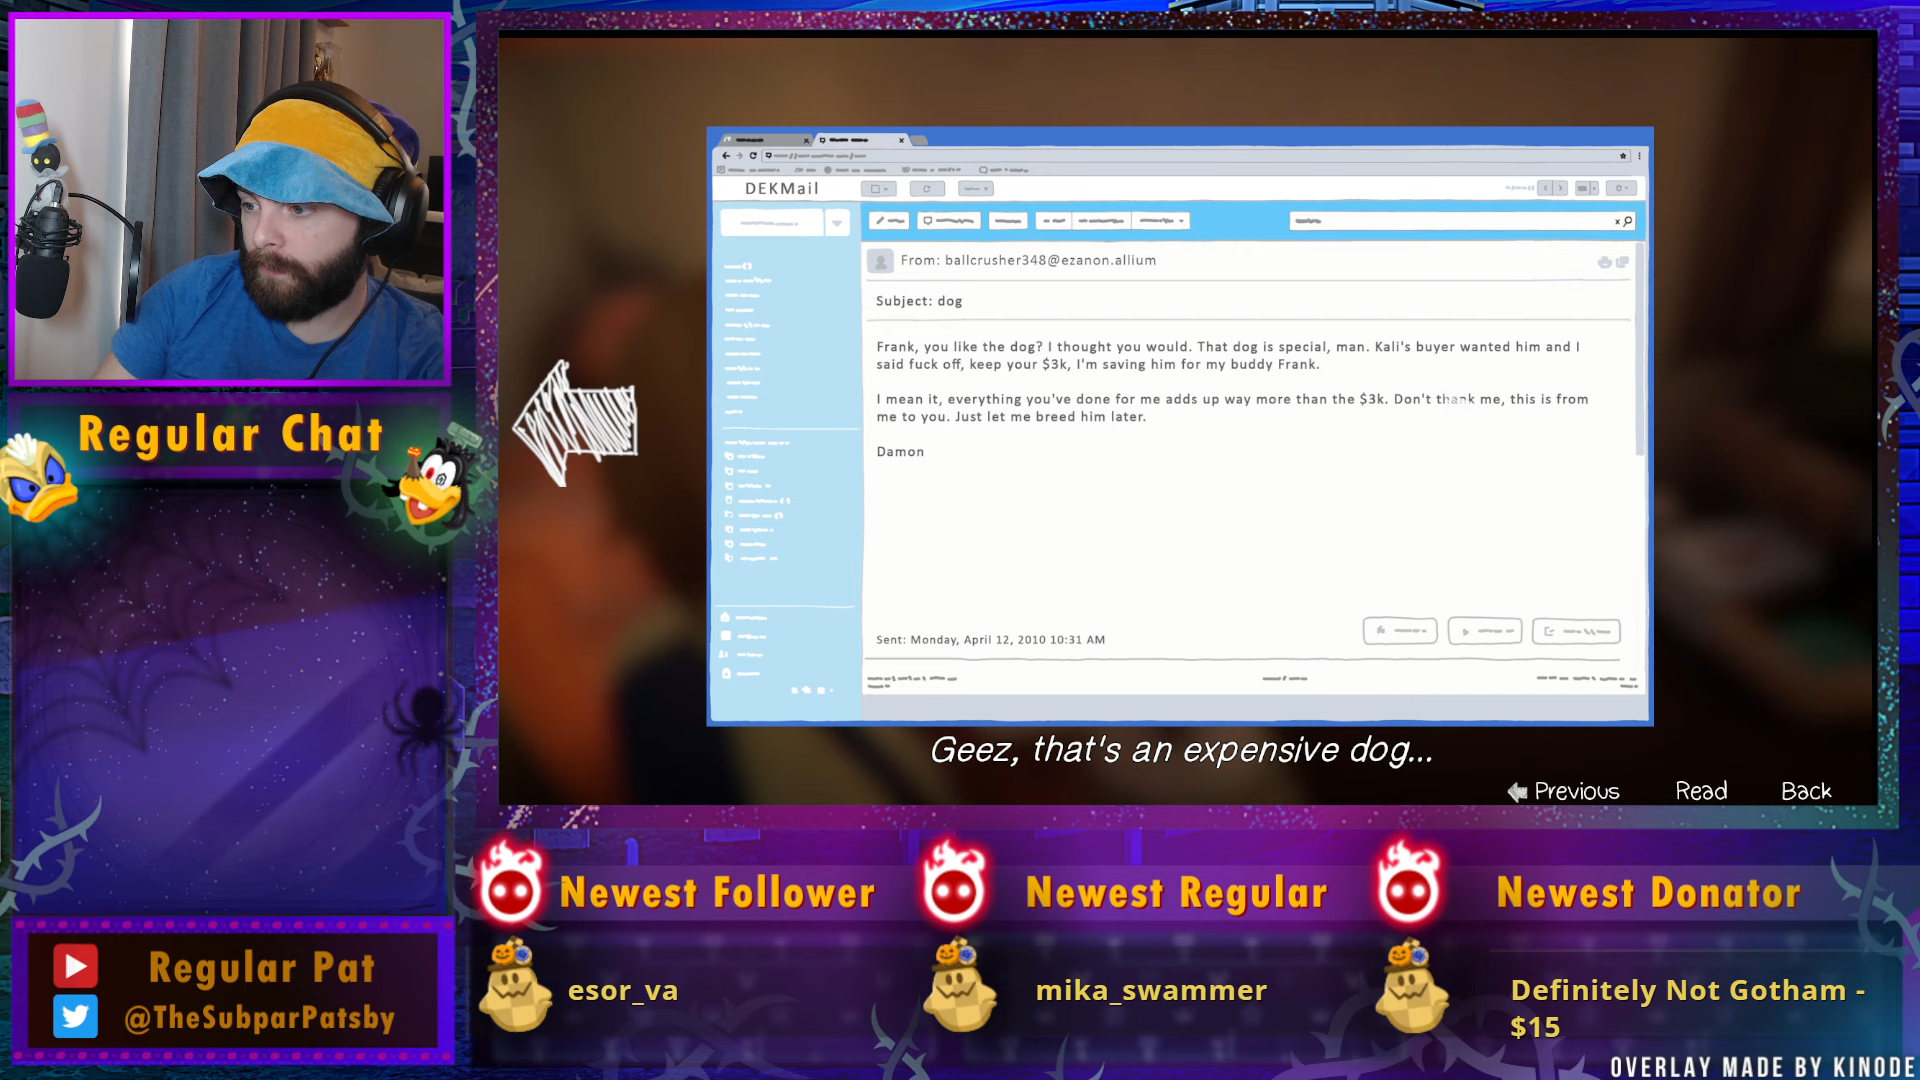 DEKMail
From: ballcrusher348@ezanon.allium
Subject: dog
Frank, you like the dog? I thought you would. That dog is special, man. Kali's buyer wanted him and I
said fuck off, keep your $3k, I'm saving him for my buddy Frank.
I mean it, everything you've done for me adds up way more than the $3k. Don't thank me, this is from
me to you. Just let me breed him later.
Damon
Sent: Monday, April 12, 2010 10:31 AM
Geez, that's an expensive dog...
Previous
Read
Back
Regular Chat
Regular Pat
@TheSubparPatsby
Newest Follower
esor_va
Newest Regular
mika_swammer
Newest Donator
Definitely Not Gotham -
$15
OVERLAY MADE BY KINODE